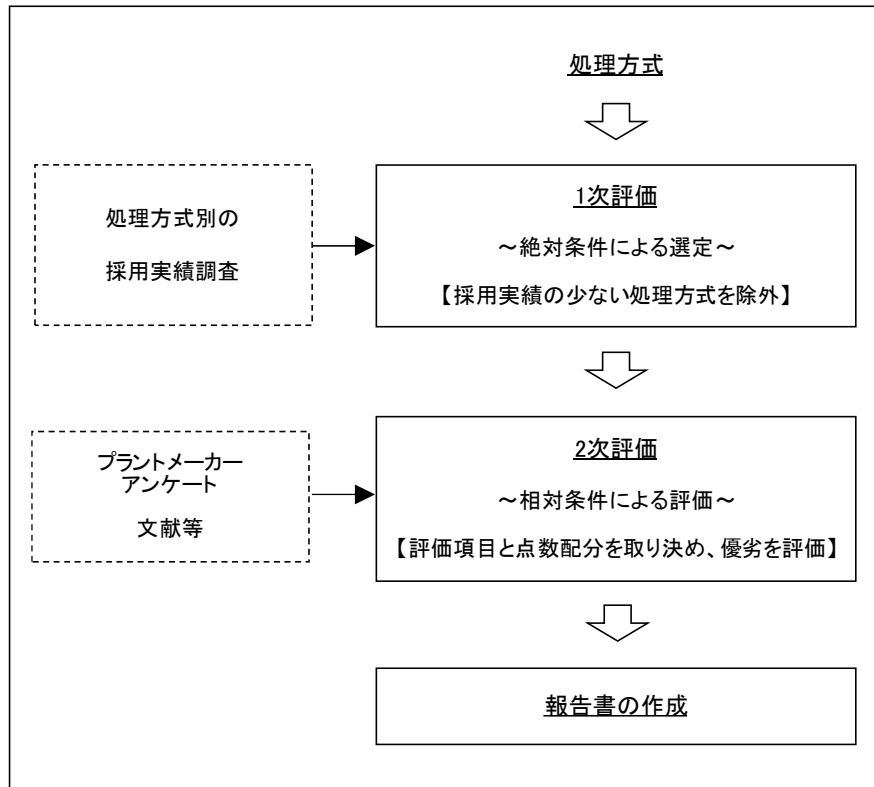 処理方式
処理方式別の
採用実績調査
1次評価
~絶対条件による選定~
【採用実績の少ない処理方式を除外】
プラントメーカー
アンケート
文献等
2次評価
~相対条件による評価~
【評価項目と点数配分を取り決め、優劣を評価】
報告書の作成